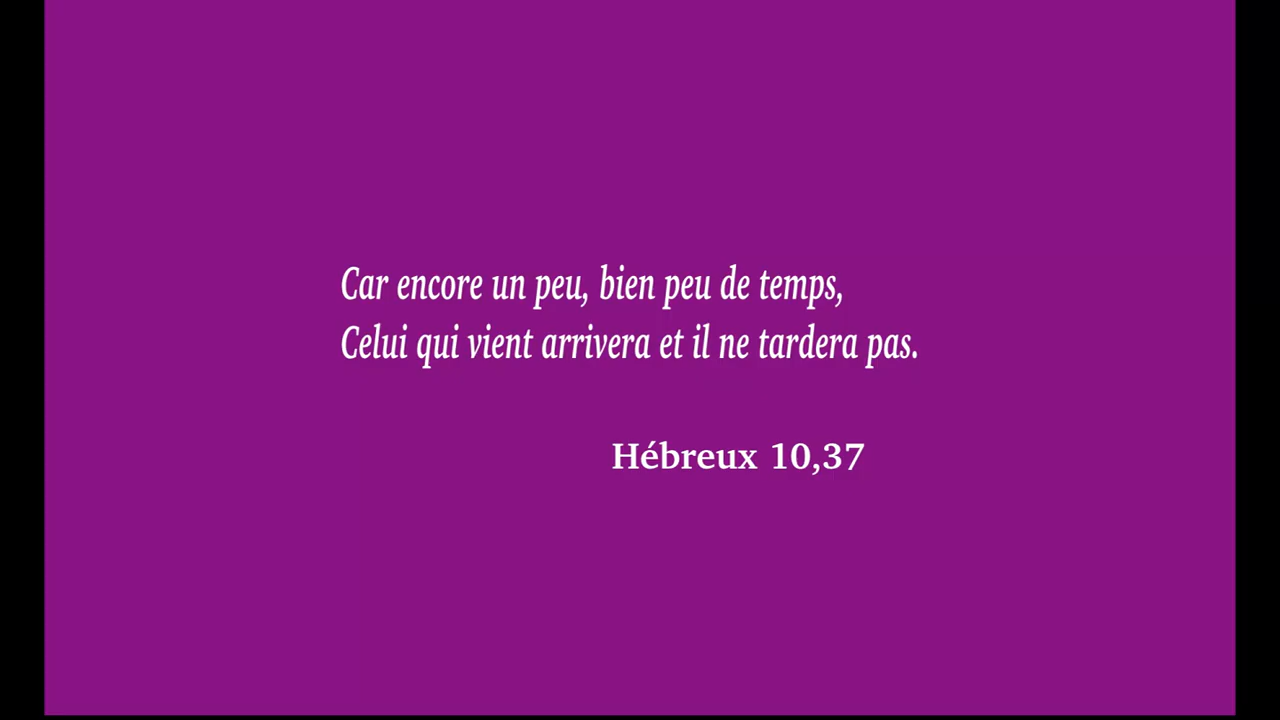 Car encore un peu, bien peu de temps,
Celui qui vient arrivera et il ne tardera pas.
Hébreux 10,37